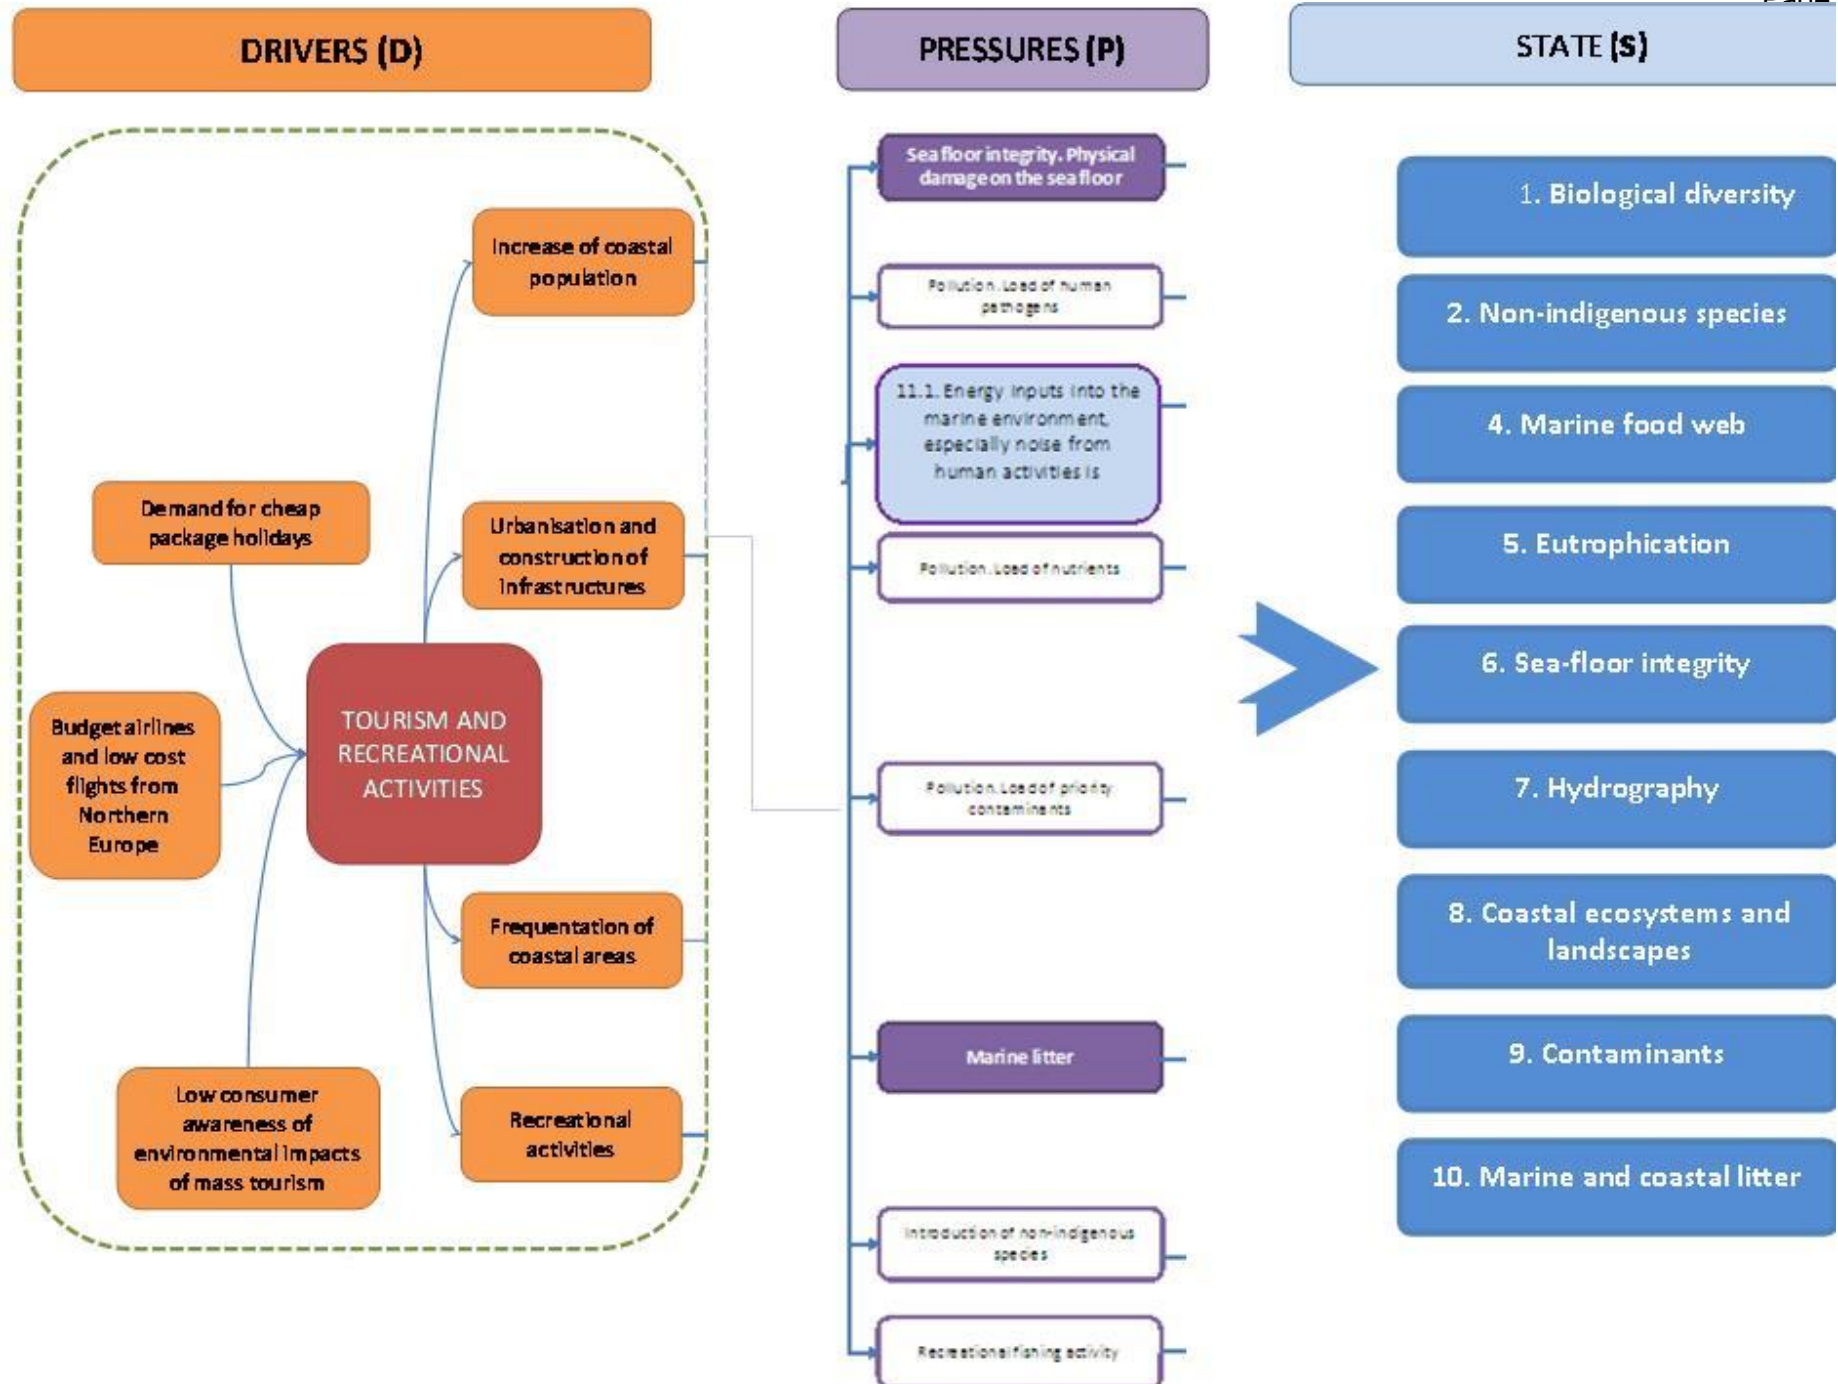 DRIVERS (D)
PRESSURES (P)
STATE (S)
Increase of coastal
population
Demand for cheap
package holidays
Urbanisation and
construction of
infrastructures
Budget airlines
and low cost
flights from
Northern
Europe
TOURISM AND
RECREATIONAL
ACTIVITIES
Frequentation of
coastal areas
Low consumer
awareness of
environmental impacts
of mass tourism
Recreational
activities
Sea floor integrity. Physical
damage on the sea floor
Pollution. Load of human
pathogens
11.1. Energy inputs into the
marine environment,
especially noise from
human activities is
Pollution. Load of nutrients
Pollution. Load of priority
contaminants
Marine litter
Introduction of non-indigenous
species
Recreational fishing activity
1. Biological diversity
2. Non-indigenous species
4. Marine food web
5. Eutrophication
6. Sea-floor integrity
7. Hydrography
8. Coastal ecosystems and
landscapes
9. Contaminants
10. Marine and coastal litter